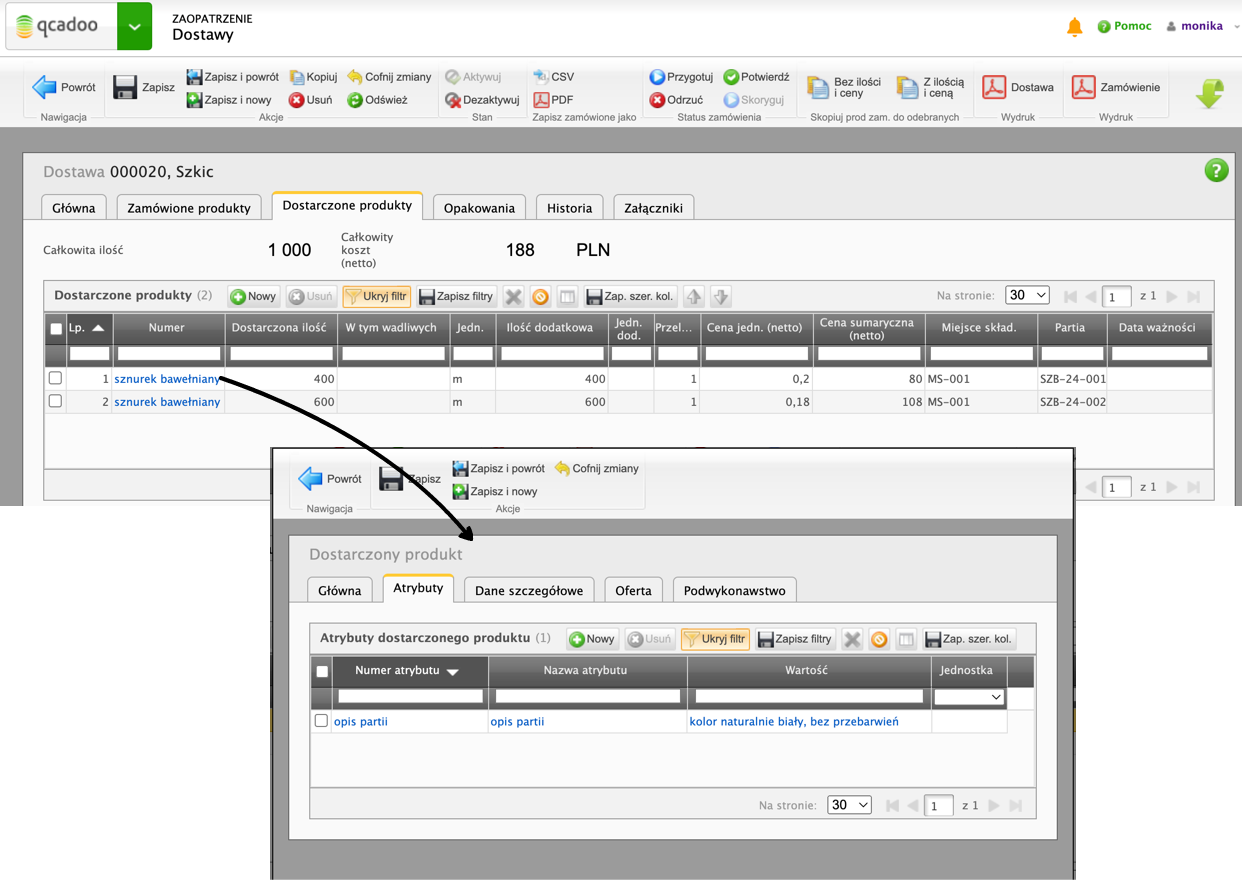 qcadoo
ZAOPATRZENIE
Dostawy
Pomoc
monika
Powrót
Nawigacja
Zapisz
Zapisz i powrót
Kopiuj
Cofnij zmiany
Zapisz i nowy
Usuń
Odśwież
Akcje
Aktywuj
Dezaktywuj
Stan
CSV
PDF
Zapisz zamówione jako
Przygotuj
Potwierdź
Odrzuć
Skoryguj
Status zamówienia
Bez ilości
i ceny
Z ilością
i ceną
Skopiuj prod zam. do odebranych
Dostawa
Wydruk
Zamówienie
Wydruk
Dostawa 000020, Szkic
Główna
Zamówione produkty
Dostarczone produkty
Opakowania
Historia
Załączniki
Całkowita ilość
1 000
Całkowity
koszt
(netto)
188
PLN
Dostarczone produkty (2)
Nowy
Usuń
Ukryj filtr
Zapisz filtry
Zap. szer. kol.
Na stronie:
30
1
z 1
Lp.
Numer
Dostarczona ilość
W tym wadliwych
Jedn.
Ilość dodatkowa
Jedn.
dod.
Przel...
Cena jedn. (netto)
Cena sumaryczna
(netto)
Miejsce skład.
Partia
Data ważności
1 sznurek bawełniany 400 m 400 1 0,2 80 MS-001 SZB-24-001
2 sznurek bawełniany 600 m 600 1 0,18 108 MS-001 SZB-24-002
1
z 1
Powrót
Nawigacja
Zapisz
Zapisz i powrót
Cofnij zmiany
Zapisz i nowy
Akcje
Dostarczony produkt
Główna
Atrybuty
Dane szczegółowe
Oferta
Podwykonawstwo
Atrybuty dostarczonego produktu (1)
Nowy
Usuń
Ukryj filtr
Zapisz filtry
Zap. szer. kol.
Numer atrybutu
Nazwa atrybutu
Wartość
Jednostka
opis partii
opis partii
kolor naturalnie biały, bez przebarwień
Na stronie:
30
1
z 1